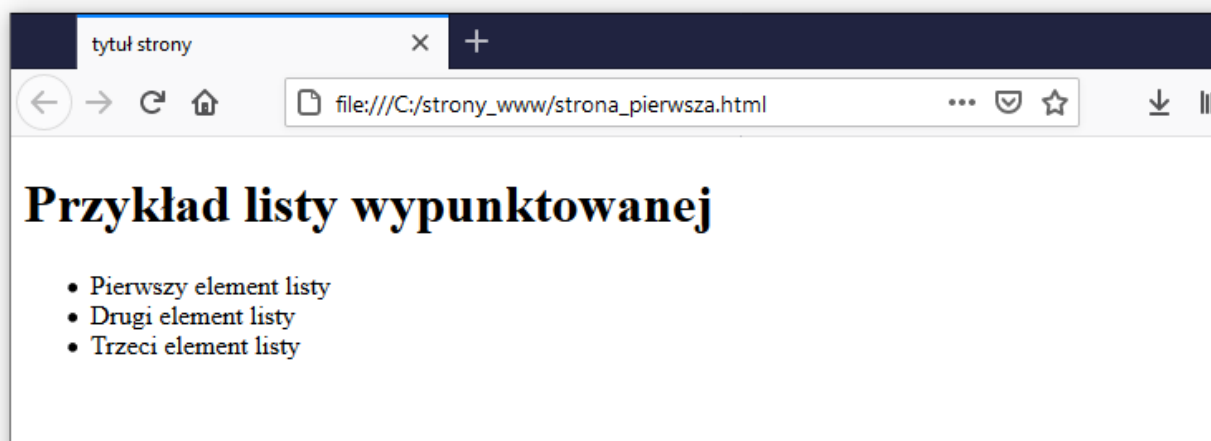 tytuł strony
file:///C:/strony_www/strona_pierwsza.html
Przykład listy wypunktowanej
Pierwszy element listy
Drugi element listy
Trzeci element listy